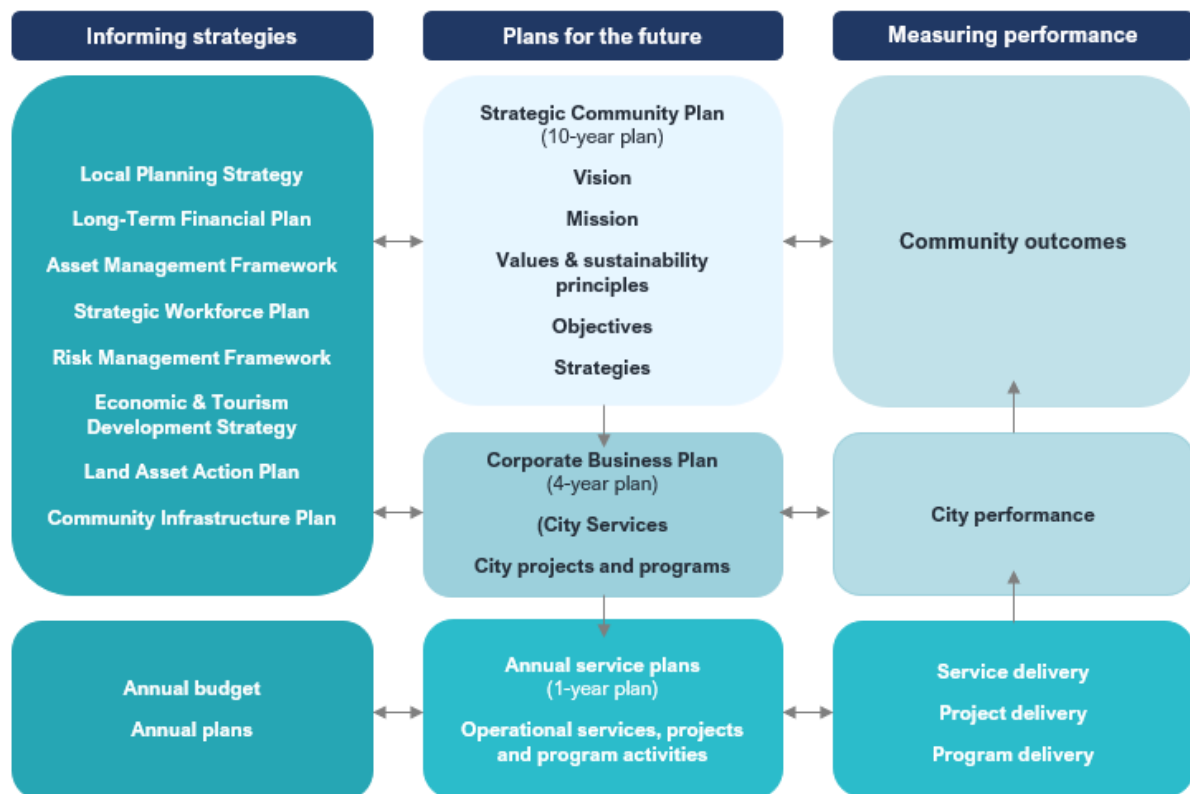 Informing strategies
Local Planning Strategy
Long-Term Financial Plan
Asset Management Framework
Strategic Workforce Plan
Risk Management Framework
Economic & Tourism
Development Strategy
Land Asset Action Plan
Community Infrastructure Plan
Annual budget
Annual plans
Plans for the future
Strategic Community Plan
(10-year plan)
Vision
Mission
Values & sustainability
principles
Objectives
Strategies
Corporate Business Plan
(4-year plan)
(City Services
City projects and programs
Annual service plans
(1-year plan)
Operational services, projects
and program activities
Measuring performance
Community outcomes
City performance
Service delivery
Project delivery
Program delivery